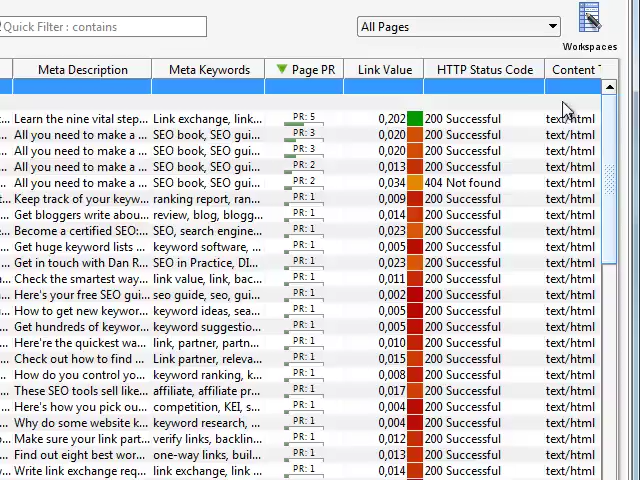 Quick Filter : contains
All Pages
Workspaces
Meta Description Meta Keywords Page PR Link Value HTTP Status Code Content
Learn the nine vital step... Link exchange, link... PR: 5 0,202 200 Successful text/html
All you need to make a ... SEO book, SEO gui... PR: 3 0,020 200 Successful text/html
All you need to make a ... SEO book, SEO gui... PR: 3 0,020 200 Successful text/html
All you need to make a ... SEO book, SEO gui... PR: 2 0,013 200 Successful text/html
All you need to make a ... SEO book, SEO gui... PR: 2 0,034 404 Not found text/html
Keep track of your keyw... ranking report, ran... PR: 1 0,009 200 Successful text/html
Get bloggers write abou... review, blog, blogg... PR: 1 0,014 200 Successful text/html
Become a certified SEO:... SEO, search engine... PR: 1 0,023 200 Successful text/html
Get huge keyword lists ... keyword software, ... PR: 1 0,005 200 Successful text/html
Get in touch with Dan R... SEO in Practice, DI... PR: 1 0,023 200 Successful text/html
Check the smartest way... link value, link, bac... PR: 1 0,011 200 Successful text/html
Here's your free SEO gui... seo guide, seo, gui... PR: 1 0,002 200 Successful text/html
How to get new keywor... keyword ideas, sea... PR: 1 0,005 200 Successful text/html
Get hundreds of keywor... keyword suggestio... PR: 1 0,005 200 Successful text/html
Here're the quickest wa... link, partner, partn... PR: 1 0,010 200 Successful text/html
Check out how to find ... Link partner, releva... PR: 1 0,015 200 Successful text/html
How do you control yo... keyword ranking, k... PR: 1 0,008 200 Successful text/html
These SEO tools sell like... affiliate, affiliate pr... PR: 1 0,017 200 Successful text/html
Here's how you pick ou... competition, KEI, s... PR: 1 0,004 200 Successful text/html
Why do some website k... keyword research, ... PR: 1 0,004 200 Successful text/html
Make sure your link part... verify links, backlin... PR: 1 0,012 200 Successful text/html
Find out eight best wor... one-way links, buil... PR: 1 0,013 200 Successful text/html
Write link exchange req... link exchange, link ... PR: 1 0,014 200 Successful text/html